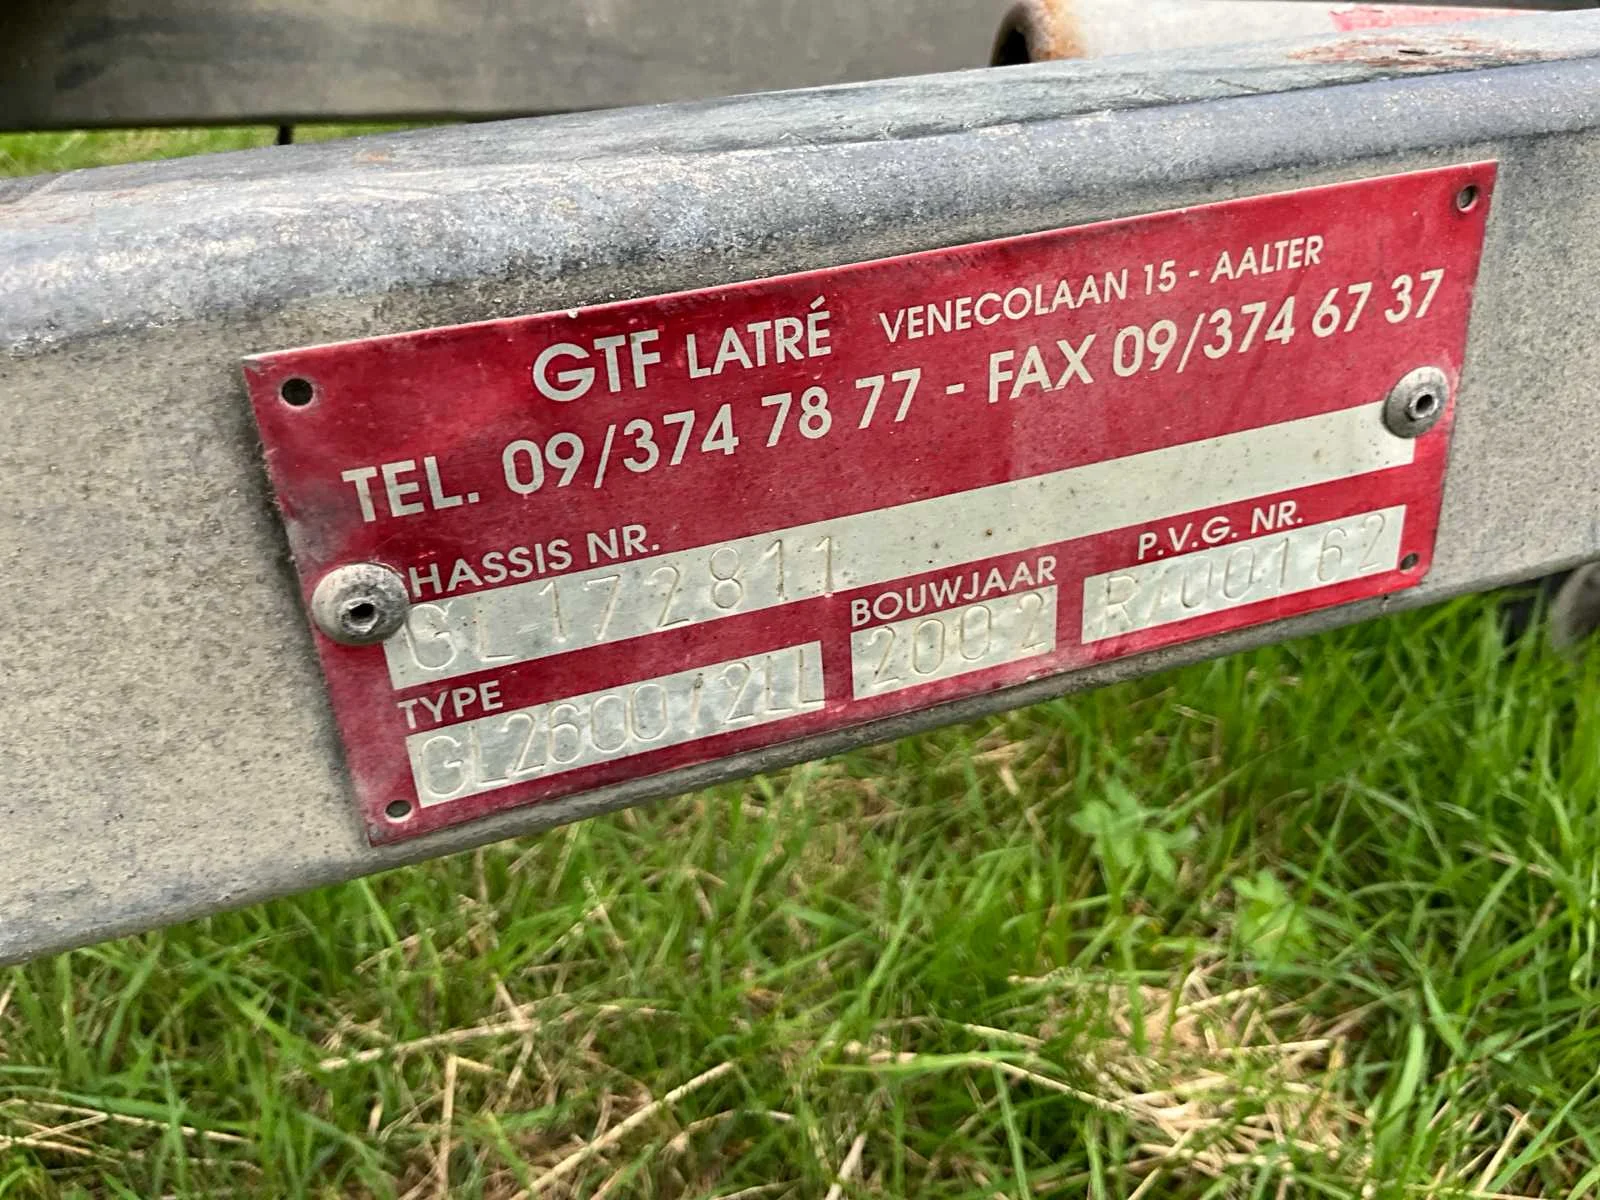 GTF LATRÉ VENECOLAAN 15 - AALTER
TEL. 09/374 78 77 - FAX 09/374 67 37
HASSIS NR.
GL 172811
BOUWJAAR
2002
P.V.G. NR.
R/00162
TYPE
GL2600/2LL